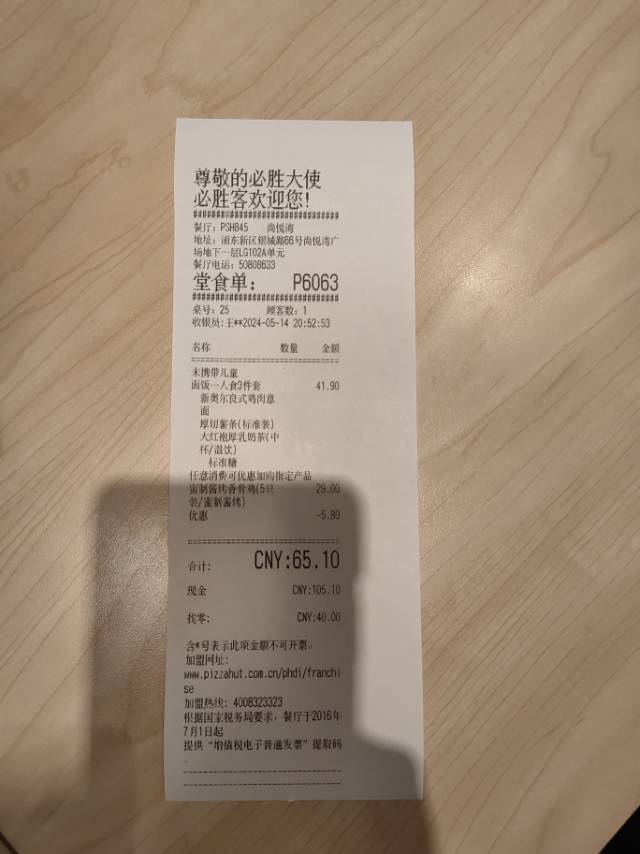 尊敬的必胜大使
必胜客欢迎您!
####################################
餐厅: PSH845 尚悦湾
地址: 浦东新区银城路66号尚悦湾广
场地下一层LG102A单元
餐厅电话: 50808633
堂食单: P6063
####################################
桌号: 25 顾客数: 1
收银员:王**2024-05-14 20:52:53
名称 数量 金额
====================================
未携带儿童
面饭一人食3件套 41.90
新奥尔良式鸡肉意
面
厚切薯条(标准装)
大红袍厚乳奶茶(中
杯/温饮)
标准糖
任意消费可优惠加购指定产品
蜜制酱烤香骨鸡(5只 29.00
装/蜜制酱烤)
优惠 -5.80
====================================
合计: CNY:65.10
现金 CNY:105.10
找零: CNY:40.00
含*号表示此项金额不可开票。
加盟网址:
www.pizzahut.com.cn/phdi/franchi
se
加盟热线: 4008323323
根据国家税务局要求, 餐厅于2016年
7月1日起
提供"增值税电子普通发票"提取码
。
------------------------------------
------------------------------------